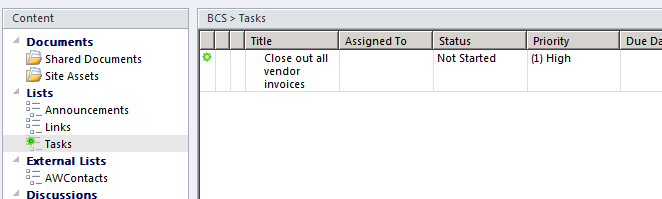 Content
Documents
Shared Documents
Site Assets
Lists
Announcements
Links
Tasks
External Lists
AWContacts
Discussions
BCS > Tasks
Title Assigned To Status Priority Due Da
Close out all Not Started (1) High
vendor
invoices